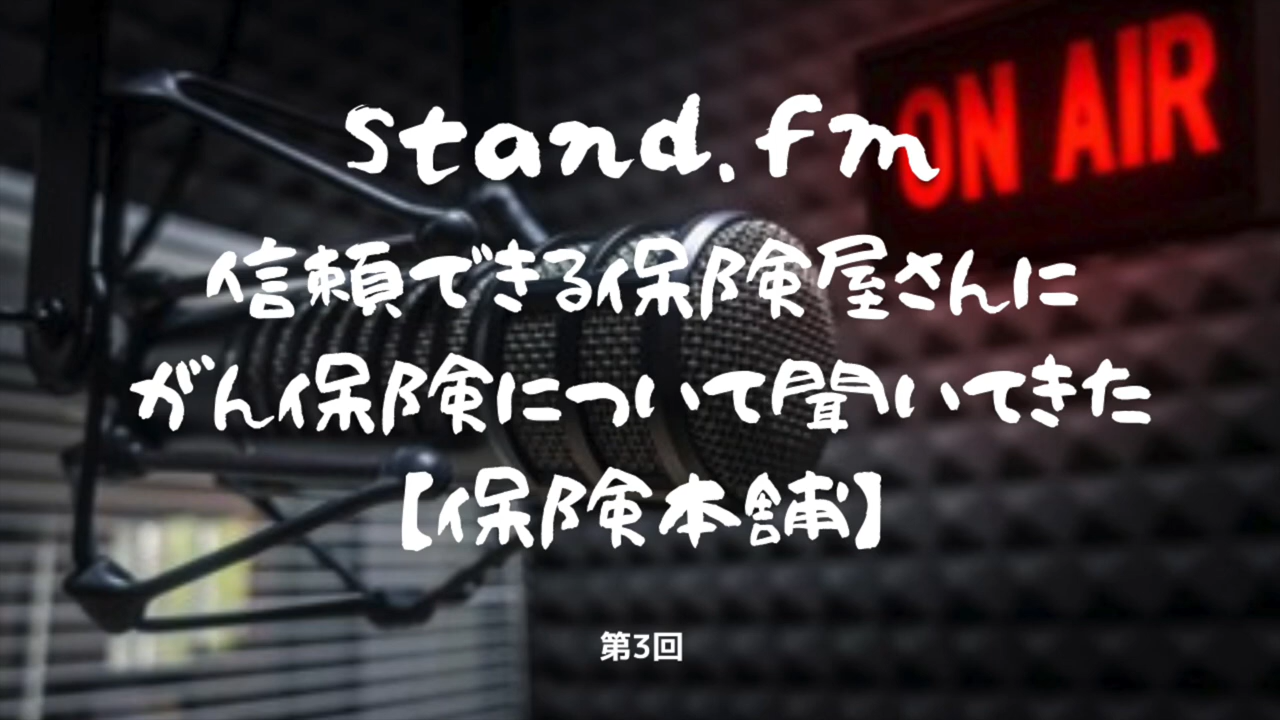 stand.fm
ON AIR
信頼できる保険屋さんに
がん保険について聞いてきた
【保険本舗】
第3回